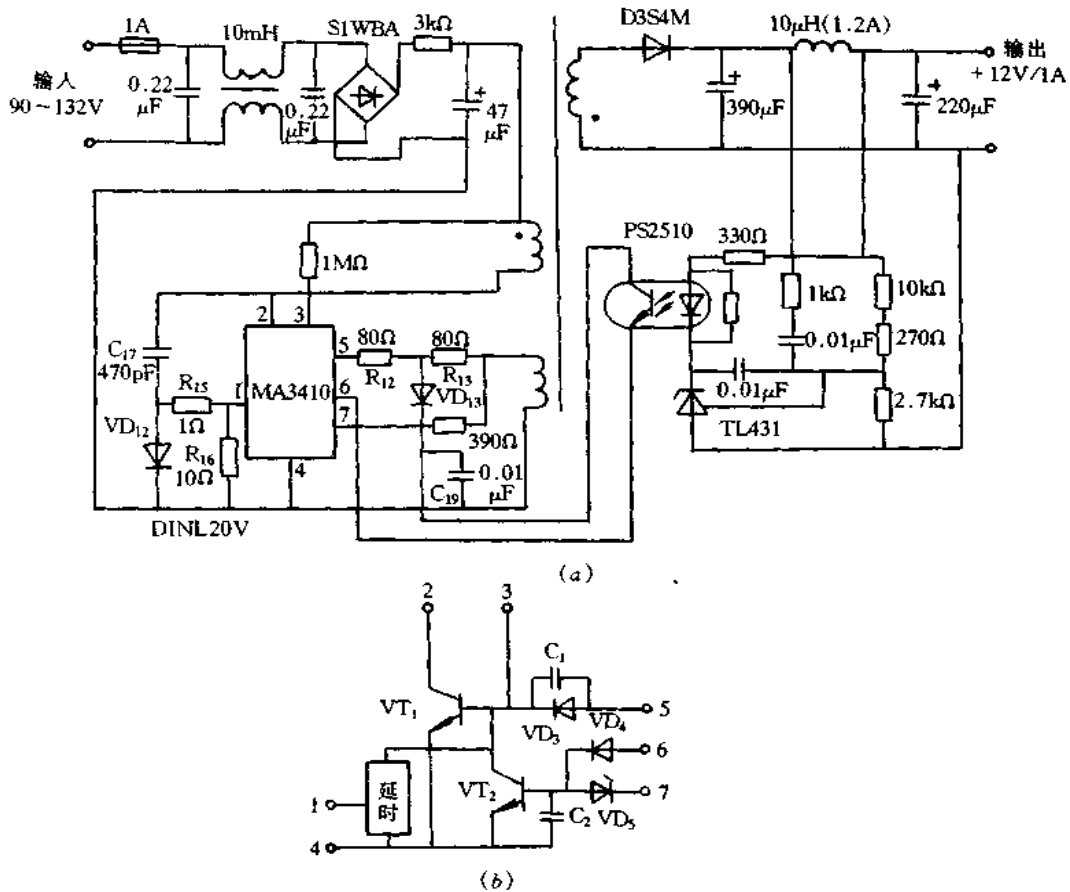 1A
10mH
S1WBA
3kΩ
D3S4M
10μH(1.2A)
输入
90～132V
0.22
μF
0.22
μF
47
μF
390μF
220μF
输出
+12V/1A
1MΩ
PS2510
330Ω
1kΩ
10kΩ
270Ω
0.01μF
0.01μF
2.7kΩ
TL431
C17
470pF
R15
1Ω
VD12
R16
10Ω
DINL20V
2
3
1
MA3410
5
6
7
4
80Ω
R12
80Ω
R13
VD13
390Ω
C19
0.01
μF
(a)
2
3
C1
VT1
VD3
VD4
5
6
7
VT2
C2
VD5
延时
1
4
(b)